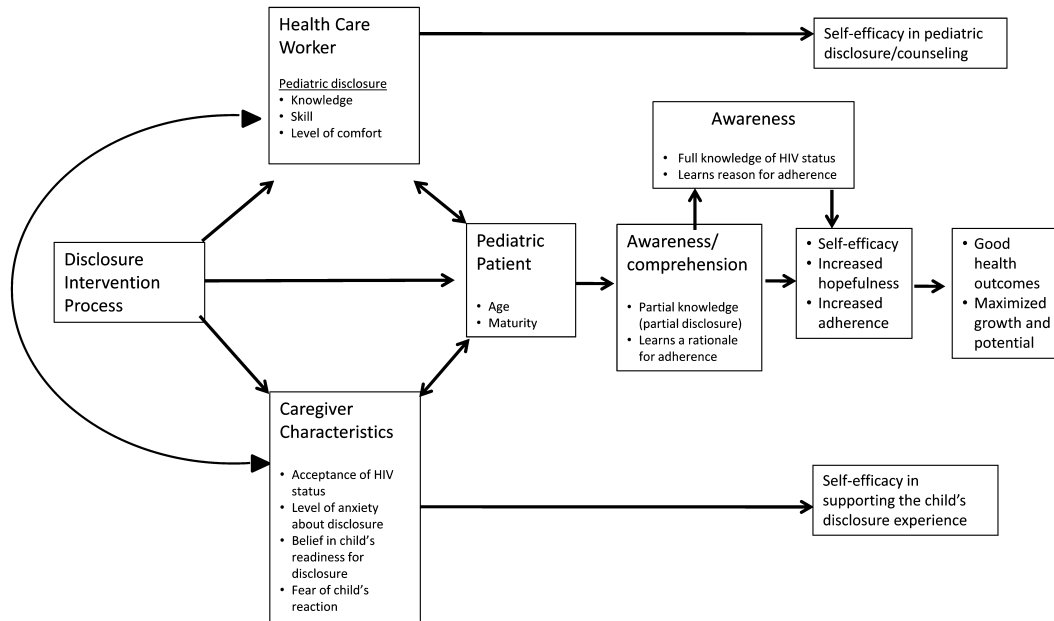 Health Care
Worker
Pediatric disclosure
• Knowledge
• Skill
• Level of comfort
Self-efficacy in pediatric
disclosure/counseling
Awareness
• Full knowledge of HIV status
• Learns reason for adherence
Disclosure
Intervention
Process
Pediatric
Patient
• Age
• Maturity
Awareness/
comprehension
• Partial knowledge
(partial disclosure)
• Learns a rationale
for adherence
• Self-efficacy
• Increased
hopefulness
• Increased
adherence
• Good
health
outcomes
• Maximized
growth and
potential
Caregiver
Characteristics
• Acceptance of HIV
status
• Level of anxiety
about disclosure
• Belief in child's
readiness for
disclosure
• Fear of child's
reaction
Self-efficacy in
supporting the child's
disclosure experience